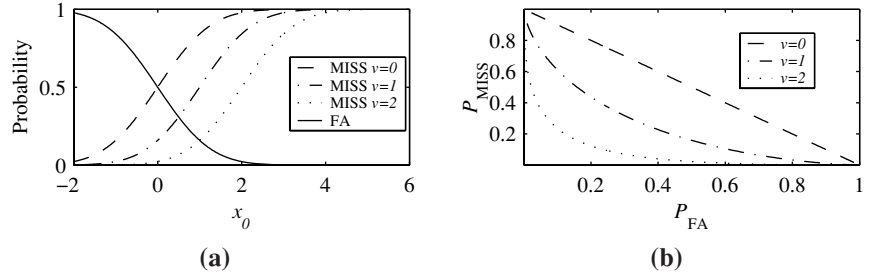 1
0.5
0
Probability
−2 0 2 4 6
x0
MISS v=0
MISS v=1
MISS v=2
FA
(a)
0.8
0.6
0.4
0.2
PMISS
0.2 0.4 0.6 0.8 1
PFA
v=0
v=1
v=2
(b)